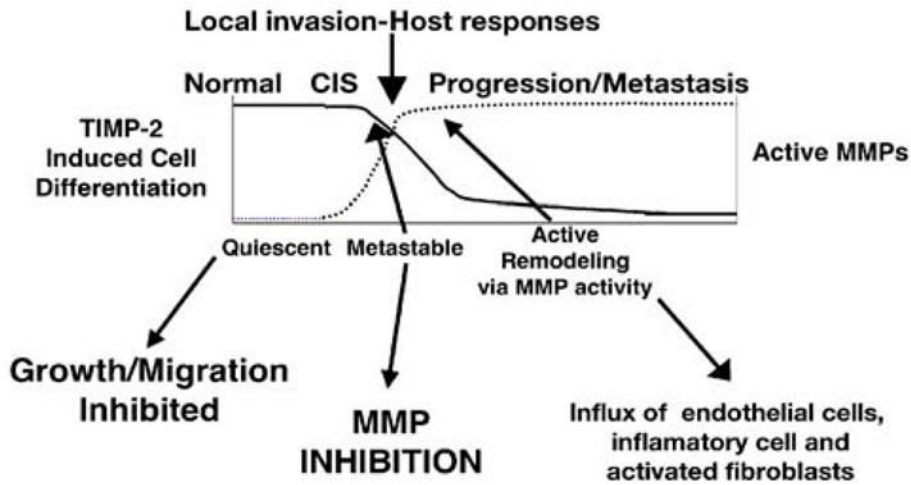 Local invasion-Host responses
Normal CIS Progression/Metastasis
TIMP-2
Induced Cell
Differentiation
Active MMPs
Quiescent Metastable
Active
Remodeling
via MMP activity
Growth/Migration
Inhibited
MMP
INHIBITION
Influx of endothelial cells,
inflamatory cell and
activated fibroblasts